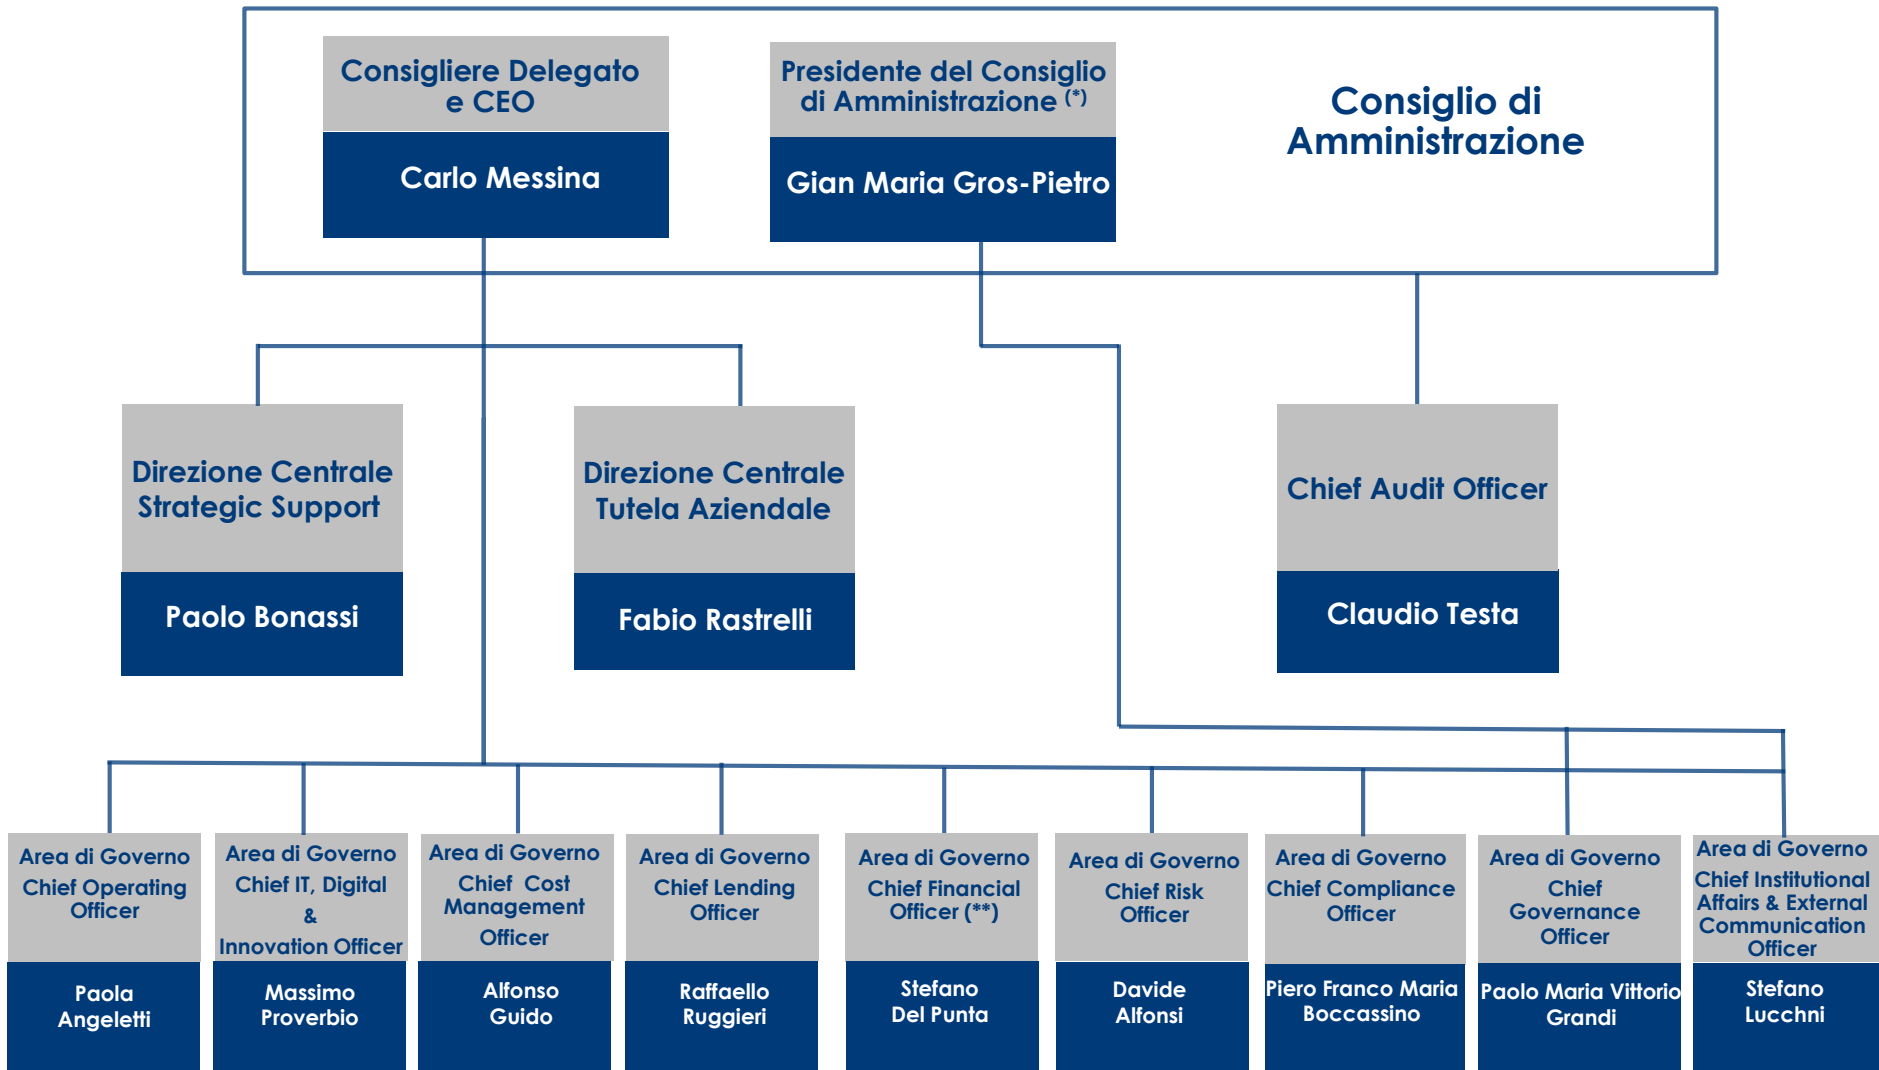 Consigliere Delegato
e CEO
Carlo Messina
Presidente del Consiglio
di Amministrazione (*)
Gian Maria Gros-Pietro
Consiglio di
Amministrazione
Direzione Centrale
Strategic Support
Paolo Bonassi
Direzione Centrale
Tutela Aziendale
Fabio Rastrelli
Chief Audit Officer
Claudio Testa
Area di Governo
Chief Operating
Officer
Paola
Angeletti
Area di Governo
Chief IT, Digital
&
Innovation Officer
Massimo
Proverbio
Area di Governo
Chief Cost
Management
Officer
Alfonso
Guido
Area di Governo
Chief Lending
Officer
Raffaello
Ruggieri
Area di Governo
Chief Financial
Officer (**)
Stefano
Del Punta
Area di Governo
Chief Risk
Officer
Davide
Alfonsi
Area di Governo
Chief Compliance
Officer
Piero Franco Maria
Boccassino
Area di Governo
Chief
Governance
Officer
Paolo Maria Vittorio
Grandi
Area di Governo
Chief Institutional
Affairs & External
Communication
Officer
Stefano
Lucchni